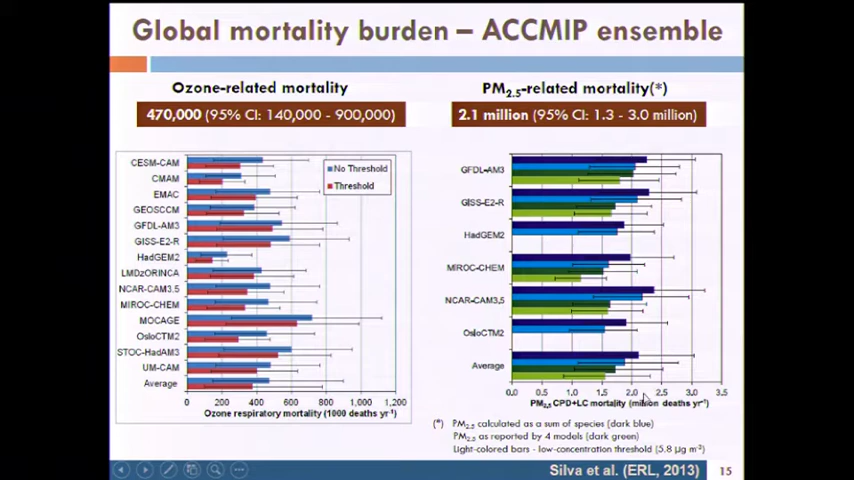 Global mortality burden – ACCMIP ensemble
Ozone-related mortality
470,000 (95% CI: 140,000 - 900,000)
CESM-CAM
CMAM
EMAC
GEOSCCM
GFDL-AM3
GISS-E2-R
HadGEM2
LMDzORINCA
NCAR-CAM3.5
MIROC-CHEM
MOCAGE
OsloCTM2
STOC-HadAM3
UM-CAM
Average
No Threshold
Threshold
0 200 400 600 800 1,000 1,200
Ozone respiratory mortality (1000 deaths yr-1)
PM2.5-related mortality(*)
2.1 million (95% CI: 1.3 - 3.0 million)
GFDL-AM3
GISS-E2-R
HadGEM2
MIROC-CHEM
NCAR-CAM3.5
OsloCTM2
Average
0,0 0,5 1,0 1,5 2,0 2,5 3,0 3,5
PM2.5 CPD+LC mortality (million deaths yr-1)
(*) PM2.5 calculated as a sum of species (dark blue)
PM2.5 as reported by 4 models (dark green)
Light-colored bars - low-concentration threshold (5.8 µg m-3)
Silva et al. (ERL, 2013)
15